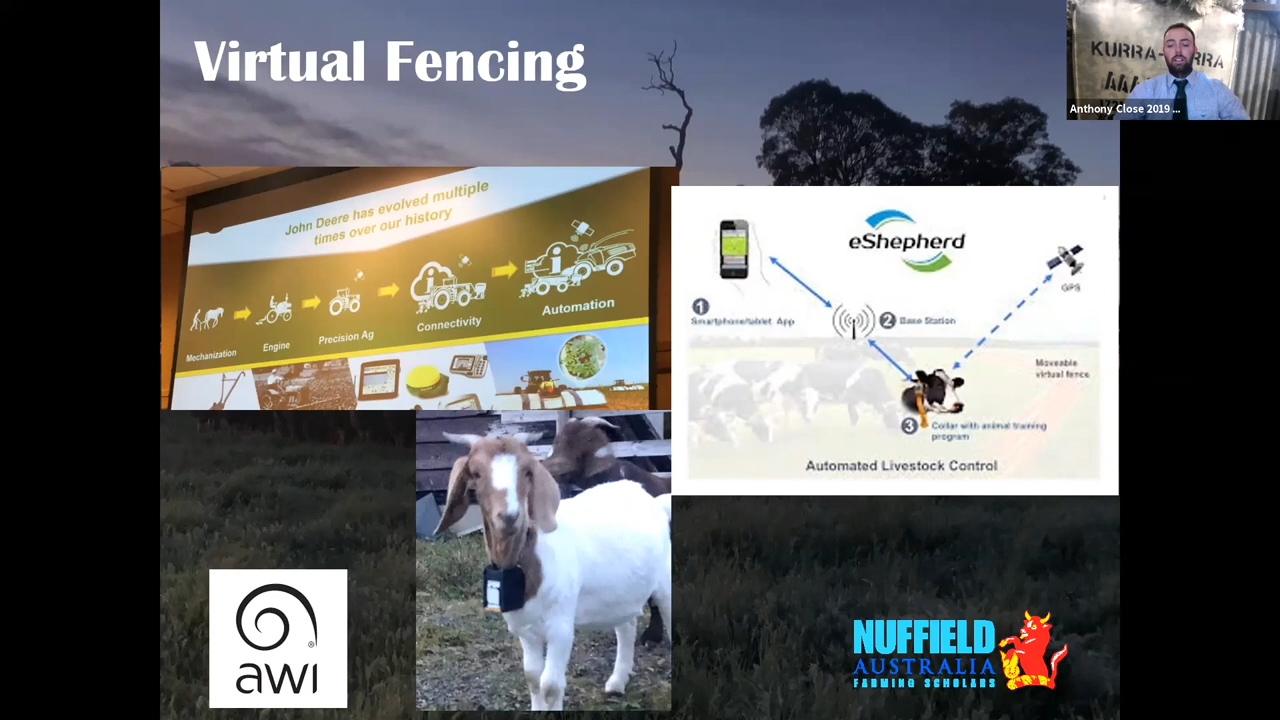 Virtual Fencing
KURRA-
RRA
Anthony Close 2019 ...
John Deere has evolved multiple
times over our history
Mechanization
Engine
Precision Ag
Connectivity
Automation
eShepherd
GPS
1
Smartphone/tablet App
2 Base Station
Moveable
virtual fence
3 Collar with animal training
program
Automated Livestock Control
awi
®
NUFFIELD
AUSTRALIA
FARMING SCHOLARS